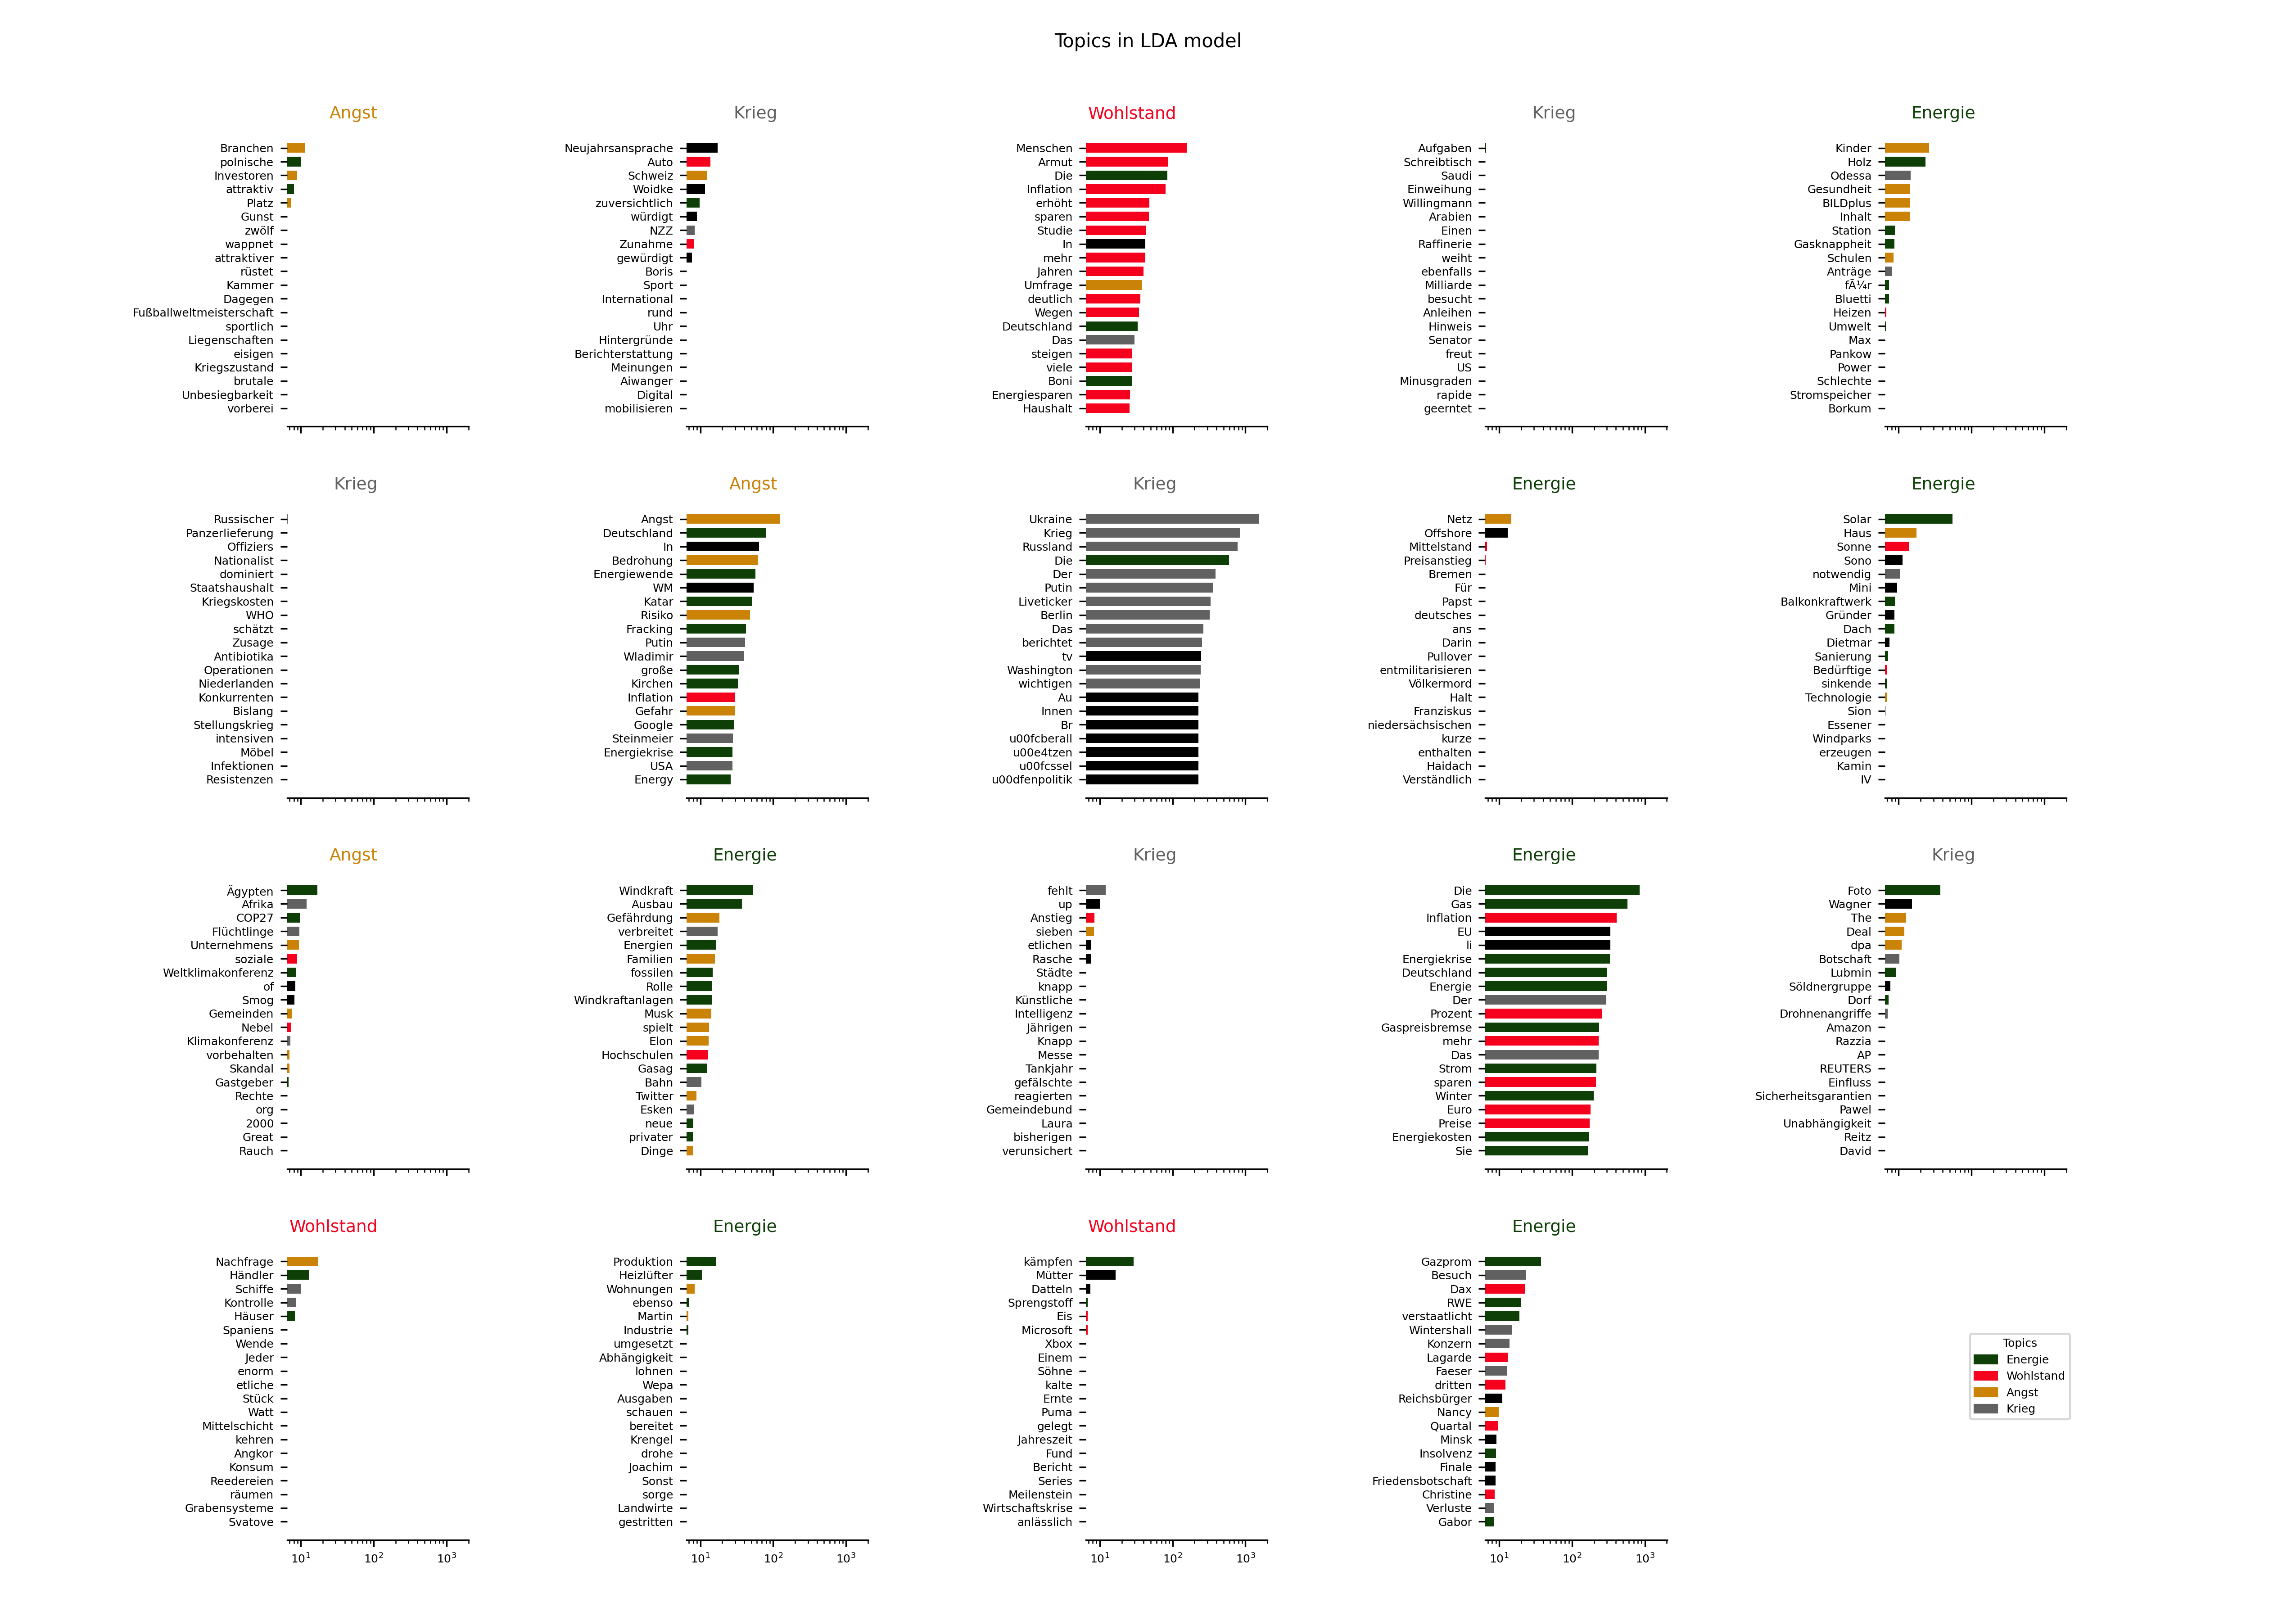 Topics in LDA model
Angst
Branchen
polnische
Investoren
attraktiv
Platz
Gunst
zwölf
wappnet
attraktiver
rüstet
Kammer
Dagegen
Fußballweltmeisterschaft
sportlich
Liegenschaften
eisigen
Kriegszustand
brutale
Unbesiegbarkeit
vorberei
Krieg
Neujahrsansprache
Auto
Schweiz
Woidke
zuversichtlich
würdigt
NZZ
Zunahme
gewürdigt
Boris
Sport
International
rund
Uhr
Hintergründe
Berichterstattung
Meinungen
Aiwanger
Digital
mobilisieren
Wohlstand
Menschen
Armut
Die
Inflation
erhöht
sparen
Studie
In
mehr
Jahren
Umfrage
deutlich
Wegen
Deutschland
Das
steigen
viele
Boni
Energiesparen
Haushalt
Krieg
Aufgaben
Schreibtisch
Saudi
Einweihung
Willingmann
Arabien
Einen
Raffinerie
weiht
ebenfalls
Milliarde
besucht
Anleihen
Hinweis
Senator
freut
US
Minusgraden
rapide
geerntet
Energie
Kinder
Holz
Odessa
Gesundheit
BILDplus
Inhalt
Station
Gasknappheit
Schulen
Anträge
fÃ¼r
Bluetti
Heizen
Umwelt
Max
Pankow
Power
Schlechte
Stromspeicher
Borkum
Krieg
Russischer
Panzerlieferung
Offiziers
Nationalist
dominiert
Staatshaushalt
Kriegskosten
WHO
schätzt
Zusage
Antibiotika
Operationen
Niederlanden
Konkurrenten
Bislang
Stellungskrieg
intensiven
Möbel
Infektionen
Resistenzen
Angst
Angst
Deutschland
In
Bedrohung
Energiewende
WM
Katar
Risiko
Fracking
Putin
Wladimir
große
Kirchen
Inflation
Gefahr
Google
Steinmeier
Energiekrise
USA
Energy
Krieg
Ukraine
Krieg
Russland
Die
Der
Putin
Liveticker
Berlin
Das
berichtet
tv
Washington
wichtigen
Au
Innen
Br
u00fcberall
u00e4tzen
u00fcssel
u00dfenpolitik
Energie
Netz
Offshore
Mittelstand
Preisanstieg
Bremen
Für
Papst
deutsches
ans
Darin
Pullover
entmilitarisieren
Völkermord
Halt
Franziskus
niedersächsischen
kurze
enthalten
Haidach
Verständlich
Energie
Solar
Haus
Sonne
Sono
notwendig
Mini
Balkonkraftwerk
Gründer
Dach
Dietmar
Sanierung
Bedürftige
sinkende
Technologie
Sion
Essener
Windparks
erzeugen
Kamin
IV
Angst
Ägypten
Afrika
COP27
Flüchtlinge
Unternehmens
soziale
Weltklimakonferenz
of
Smog
Gemeinden
Nebel
Klimakonferenz
vorbehalten
Skandal
Gastgeber
Rechte
org
2000
Great
Rauch
Energie
Windkraft
Ausbau
Gefährdung
verbreitet
Energien
Familien
fossilen
Rolle
Windkraftanlagen
Musk
spielt
Elon
Hochschulen
Gasag
Bahn
Twitter
Esken
neue
privater
Dinge
Krieg
fehlt
up
Anstieg
sieben
etlichen
Rasche
Städte
knapp
Künstliche
Intelligenz
Jährigen
Knapp
Messe
Tankjahr
gefälschte
reagierten
Gemeindebund
Laura
bisherigen
verunsichert
Energie
Die
Gas
Inflation
EU
li
Energiekrise
Deutschland
Energie
Der
Prozent
Gaspreisbremse
mehr
Das
Strom
sparen
Winter
Euro
Preise
Energiekosten
Sie
Krieg
Foto
Wagner
The
Deal
dpa
Botschaft
Lubmin
Söldnergruppe
Dorf
Drohnenangriffe
Amazon
Razzia
AP
REUTERS
Einfluss
Sicherheitsgarantien
Pawel
Unabhängigkeit
Reitz
David
Wohlstand
Nachfrage
Händler
Schiffe
Kontrolle
Häuser
Spaniens
Wende
Jeder
enorm
etliche
Stück
Watt
Mittelschicht
kehren
Angkor
Konsum
Reedereien
räumen
Grabensysteme
Svatove
10¹ 10² 10³
Energie
Produktion
Heizlüfter
Wohnungen
ebenso
Martin
Industrie
umgesetzt
Abhängigkeit
lohnen
Wepa
Ausgaben
schauen
bereitet
Krengel
drohe
Joachim
Sonst
sorge
Landwirte
gestritten
10¹ 10² 10³
Wohlstand
kämpfen
Mütter
Datteln
Sprengstoff
Eis
Microsoft
Xbox
Einem
Söhne
kalte
Ernte
Puma
gelegt
Jahreszeit
Fund
Bericht
Series
Meilenstein
Wirtschaftskrise
anlässlich
10¹ 10² 10³
Energie
Gazprom
Besuch
Dax
RWE
verstaatlicht
Wintershall
Konzern
Lagarde
Faeser
dritten
Reichsbürger
Nancy
Quartal
Minsk
Insolvenz
Finale
Friedensbotschaft
Christine
Verluste
Gabor
10¹ 10² 10³
Topics
Energie
Wohlstand
Angst
Krieg